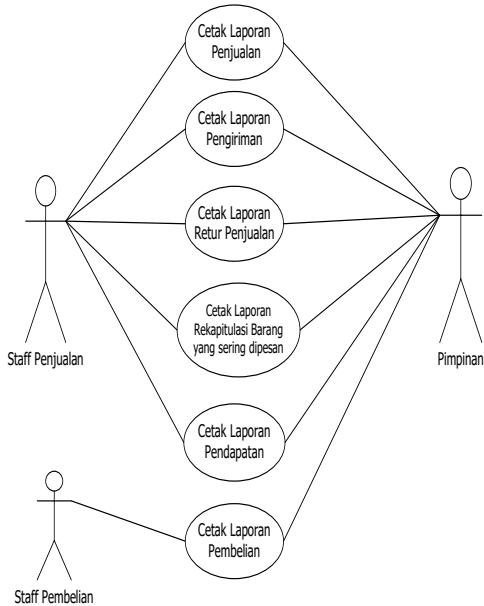 Cetak Laporan
Penjualan
Cetak Laporan
Pengiriman
Cetak Laporan
Retur Penjualan
Cetak Laporan
Rekapitulasi Barang
yang sering dipesan
Staff Penjualan
Pimpinan
Cetak Laporan
Pendapatan
Cetak Laporan
Pembelian
Staff Pembelian